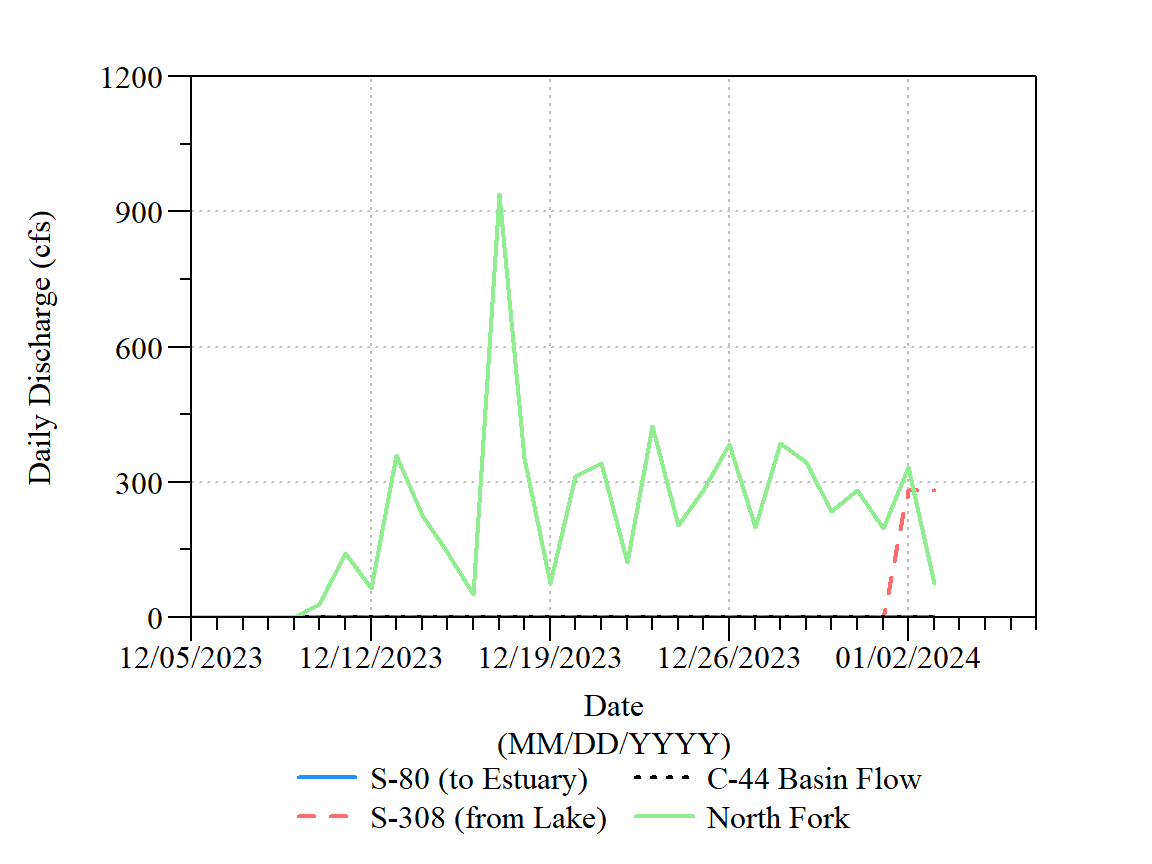 1200
900
600
300
0
Daily Discharge (cfs)
12/05/2023 12/12/2023 12/19/2023 12/26/2023 01/02/2024
Date
(MM/DD/YYYY)
S-80 (to Estuary) C-44 Basin Flow
S-308 (from Lake) North Fork